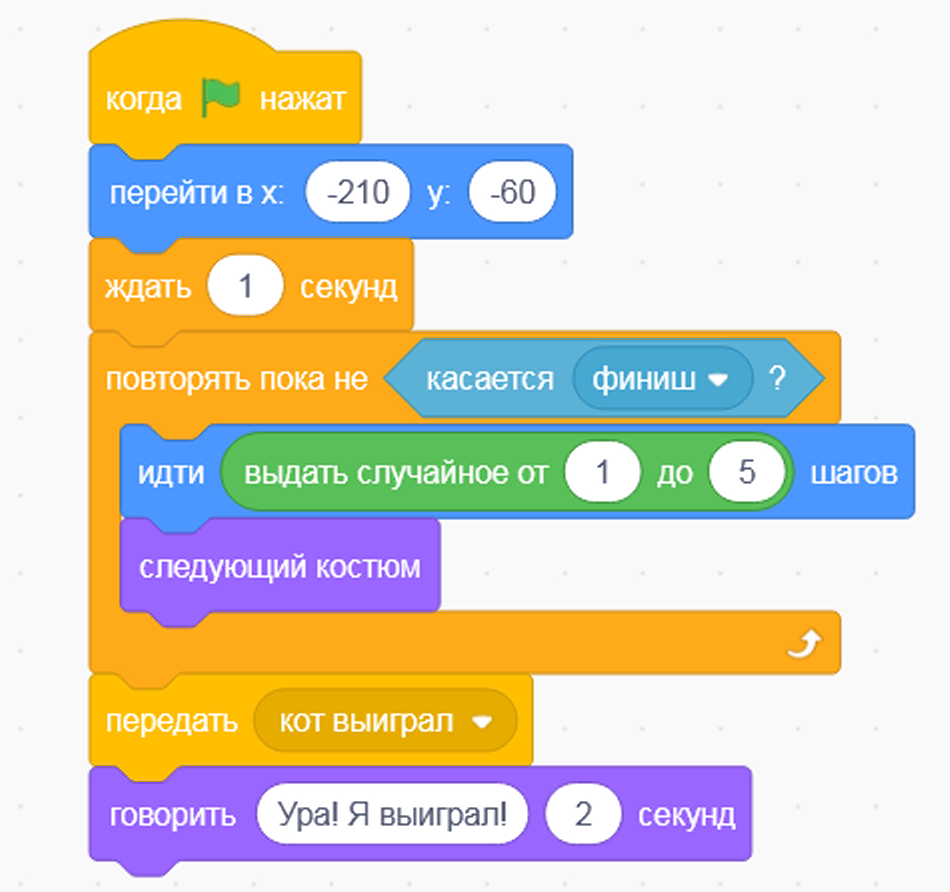 когда нажат
перейти в x: -210 y: -60
ждать 1 секунд
повторять пока не касается финиш ?
идти выдать случайное от 1 до 5 шагов
следующий костюм
передать кот выиграл
говорить Ура! Я выиграл! 2 секунд